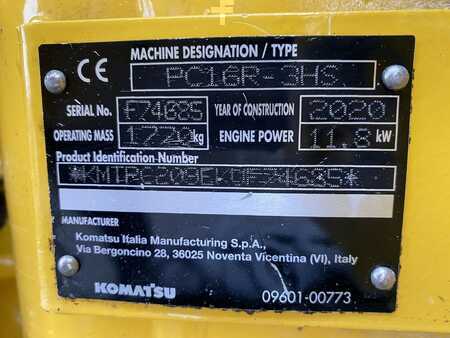 CE
MACHINE DESIGNATION / TYPE
PC16R-3HS
SERIAL No. YEAR OF CONSTRUCTION 2020
OPERATING MASS kg ENGINE POWER 11.8 kW
Product Identification Number
MANUFACTURER
Komatsu Italia Manufacturing S.p.A.,
Via Bergoncino 28, 36025 Noventa Vicentina (VI), Italy
KOMATSU 09601-00773